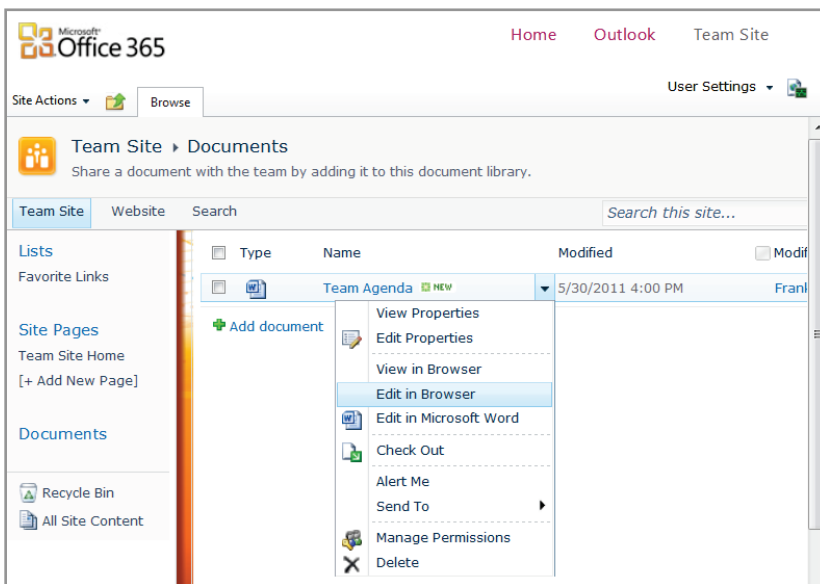 Microsoft®
Office 365
Home Outlook Team Site
User Settings
Site Actions Browse
Team Site Documents
Share a document with the team by adding it to this document library.
Team Site Website Search Search this site...
Lists
Favorite Links
Site Pages
Team Site Home
[+ Add New Page]
Documents
Recycle Bin
All Site Content
Type Name Modified Modif
Team Agenda NEW 5/30/2011 4:00 PM Frank
Add document
View Properties
Edit Properties
View in Browser
Edit in Browser
Edit in Microsoft Word
Check Out
Alert Me
Send To
Manage Permissions
Delete